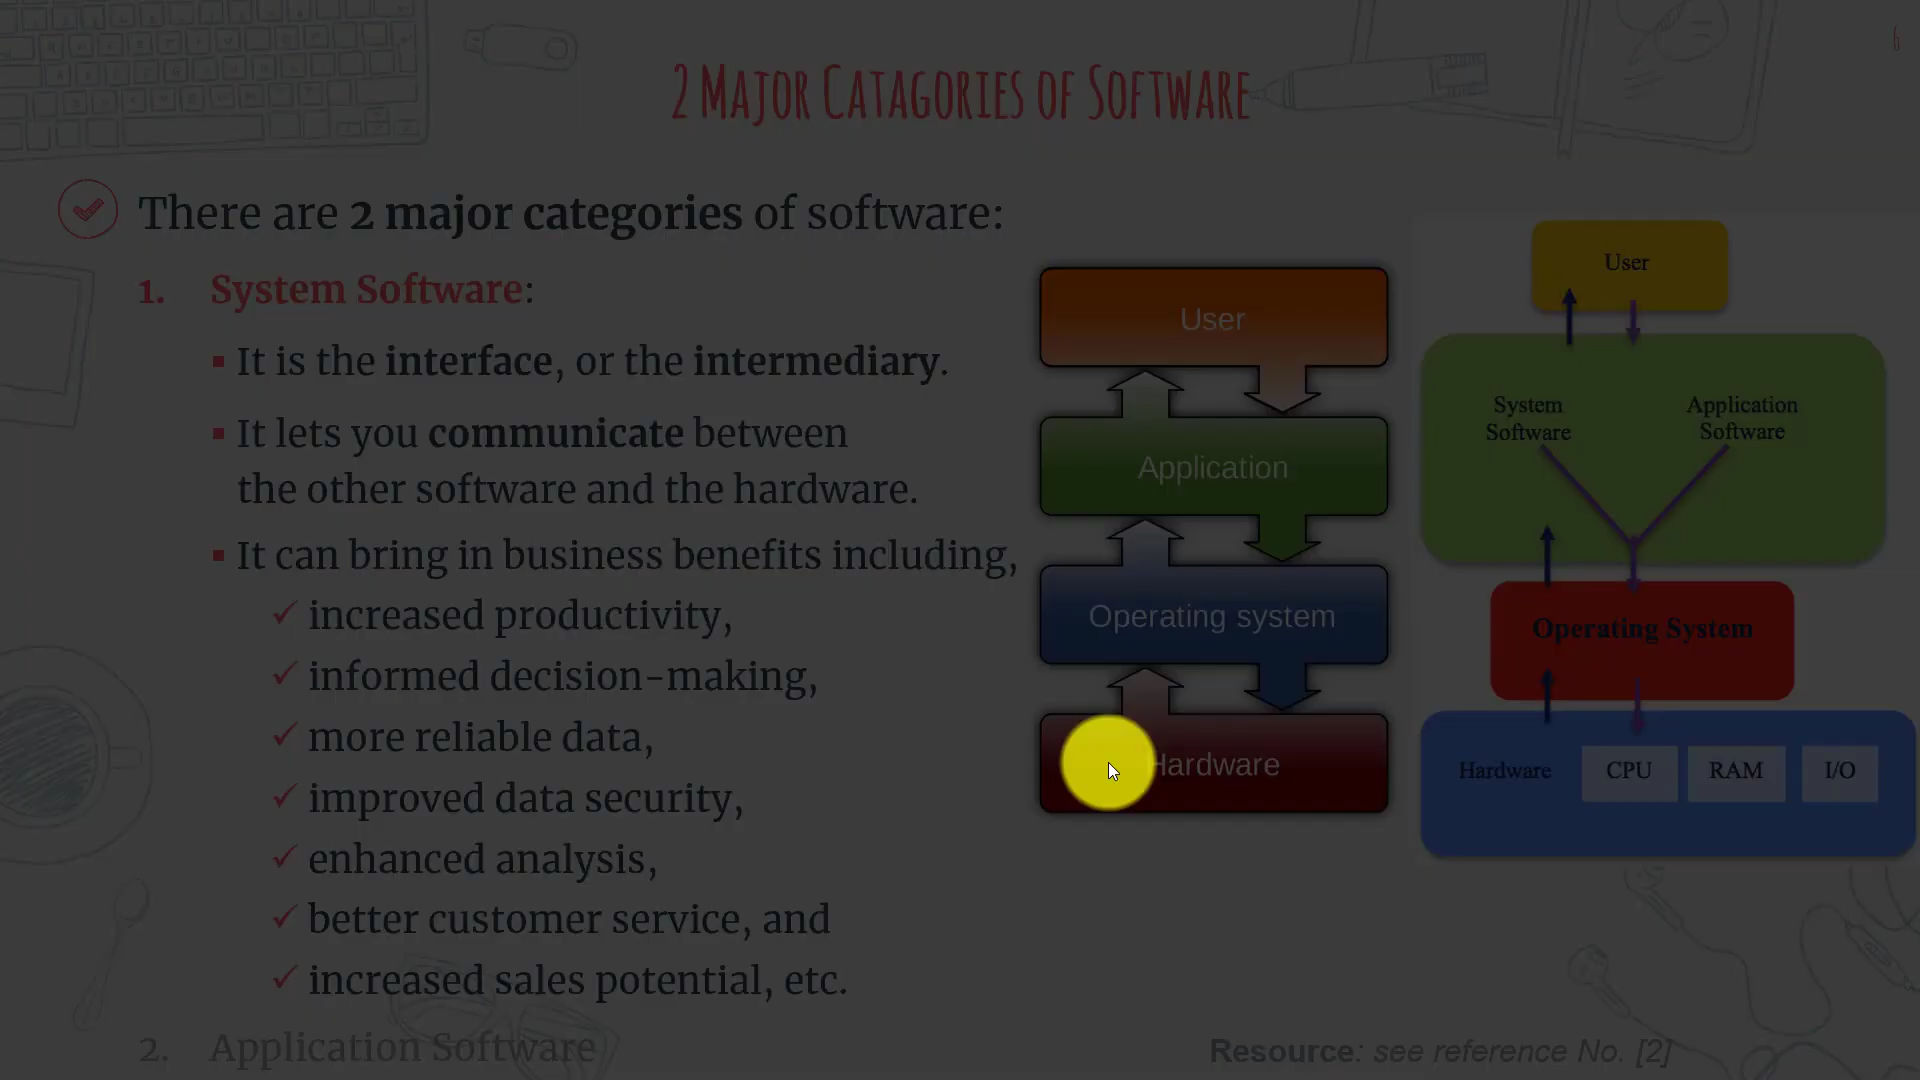 6
2 Major Catagories of Software
There are 2 major categories of software:
1. System Software:
▪ It is the interface, or the intermediary.
▪ It lets you communicate between
the other software and the hardware.
▪ It can bring in business benefits including,
✓ increased productivity,
✓ informed decision-making,
✓ more reliable data,
✓ improved data security,
✓ enhanced analysis,
✓ better customer service, and
✓ increased sales potential, etc.
2. Application Software
User
Application
Operating system
Hardware
User
System
Software
Application
Software
Operating System
Hardware
CPU
RAM
I/O
Resource: see reference No. [2]